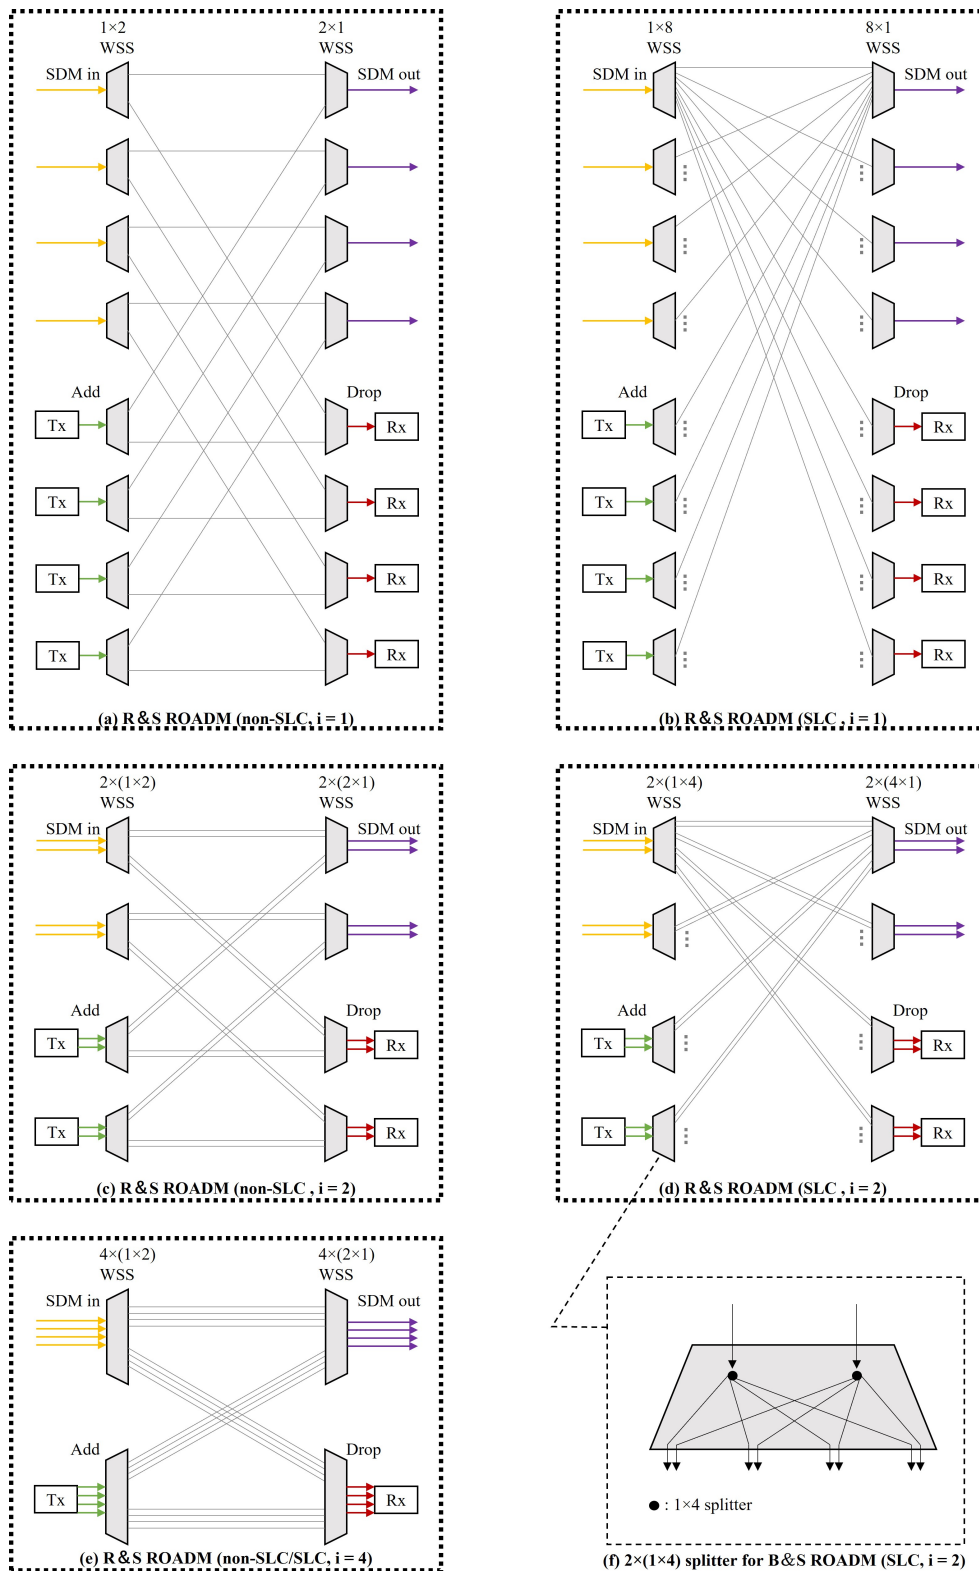 1×2
WSS
2×1
WSS
SDM in
SDM out
Add
Drop
Tx
Rx
Tx
Rx
Tx
Rx
Tx
Rx
(a) R&S ROADM (non-SLC, i = 1)
1×8
WSS
8×1
WSS
SDM in
SDM out
Add
Drop
Tx
Rx
Tx
Rx
Tx
Rx
Tx
Rx
(b) R&S ROADM (SLC , i = 1)
2×(1×2)
WSS
2×(2×1)
WSS
SDM in
SDM out
Add
Drop
Tx
Rx
Tx
Rx
(c) R&S ROADM (non-SLC , i = 2)
2×(1×4)
WSS
2×(4×1)
WSS
SDM in
SDM out
Add
Drop
Tx
Rx
Tx
Rx
(d) R&S ROADM (SLC, i = 2)
4×(1×2)
WSS
4×(2×1)
WSS
SDM in
SDM out
Add
Drop
Tx
Rx
(e) R&S ROADM (non-SLC/SLC, i = 4)
: 1×4 splitter
(f) 2×(1×4) splitter for B&S ROADM (SLC, i = 2)